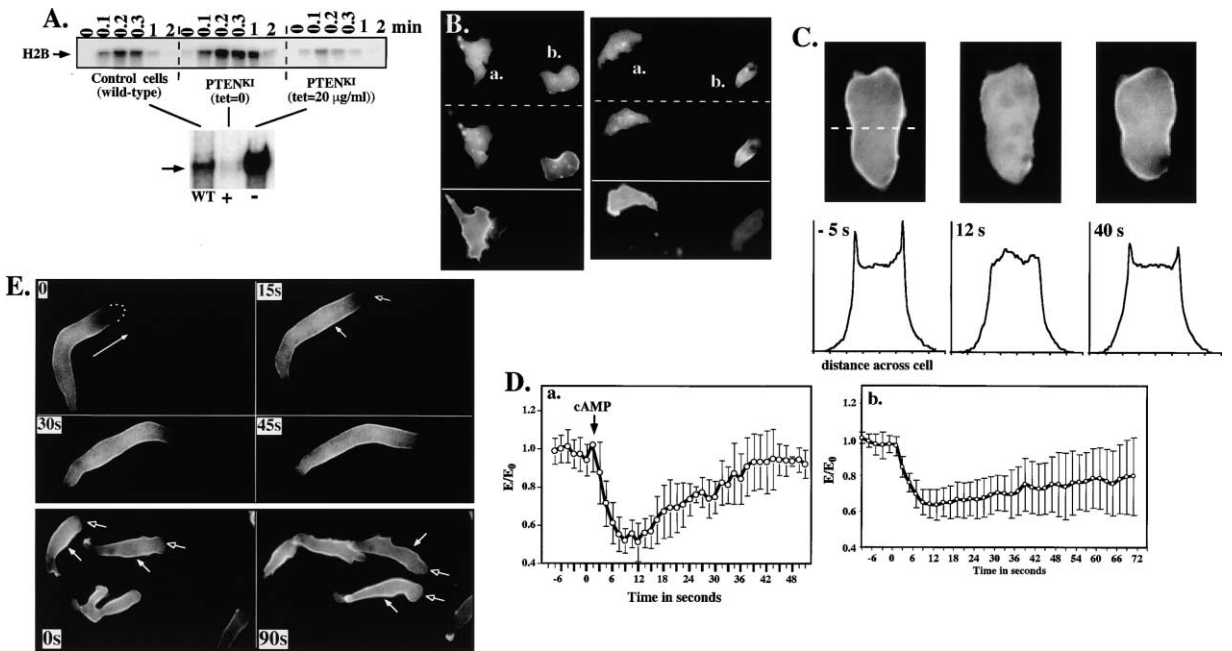 A.
0 0.1 0.2 0.3 1 2 0 0.1 0.2 0.3 1 2 0 0.1 0.2 0.3 1 2 min
H2B
Control cells
(wild-type)
PTENKI
(tet=0)
PTENKI
(tet=20 μg/ml))
WT + -
B.
a.
b.
a.
b.
C.
- 5 s
12 s
40 s
distance across cell
E.
0
15s
30s
45s
0s
90s
D.
a.
cAMP
E/E0
1.2
1.0
0.8
0.6
0.4
-6 0 6 12 18 24 30 36 42 48
Time in seconds
b.
E/E0
1.2
1.0
0.8
0.6
0.4
-6 0 6 12 18 24 30 36 42 48 54 60 66 72
Time in seconds